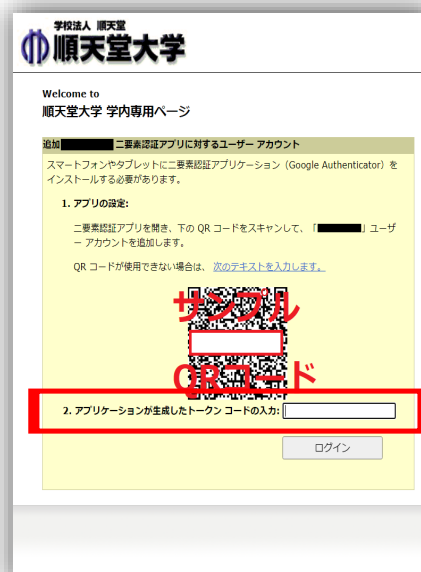 学校法人 順天堂
順天堂大学
Welcome to
順天堂大学 学内専用ページ
追加 二要素認証アプリに対するユーザー アカウント
スマートフォンやタブレットに二要素認証アプリケーション（Google Authenticator）を
インストールする必要があります。
1. アプリの設定:
二要素認証アプリを開き、下の QR コードをスキャンして、「 」ユーザ
ー アカウントを追加します。
QR コードが使用できない場合は、 次のテキストを入力します。
サンプル
QRコード
2. アプリケーションが生成したトークン コードの入力:
ログイン